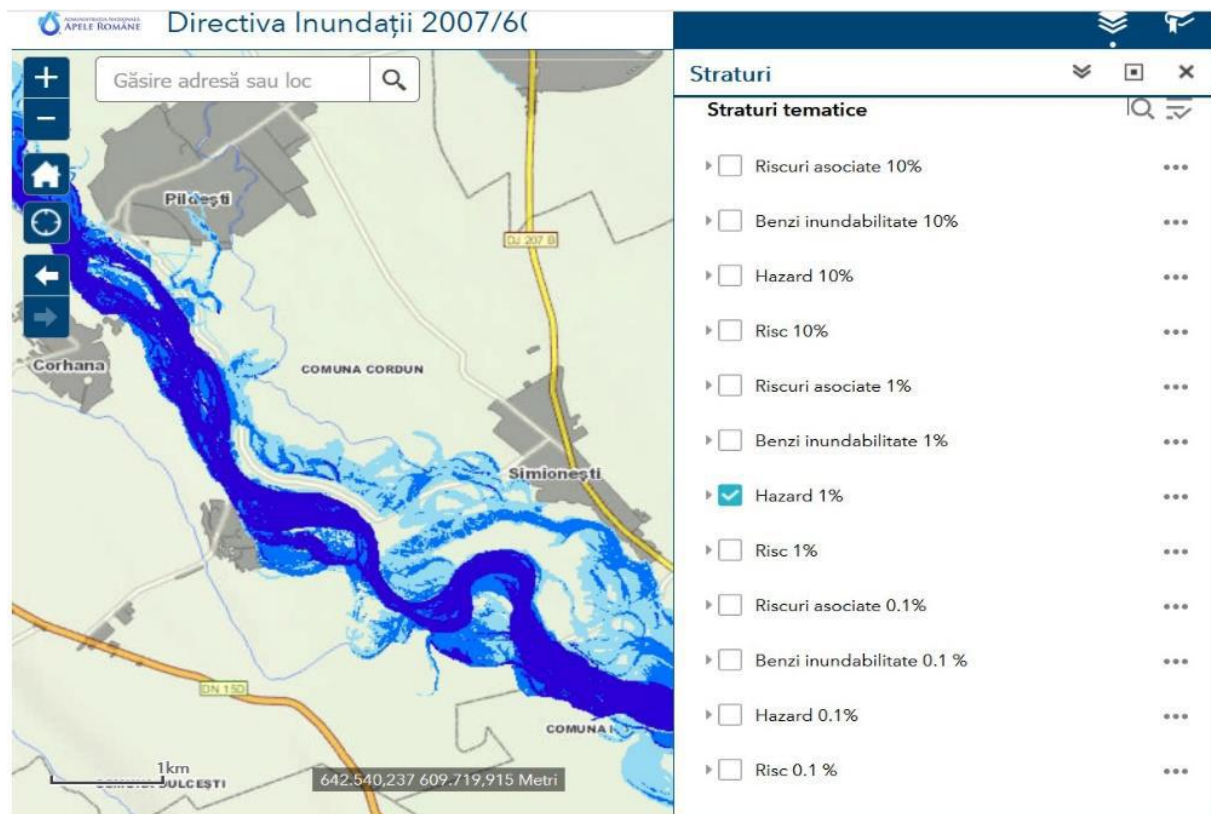 ADMINISTRAȚIA NAȚIONALĂ
APELE ROMÂNE
Directiva Inundații 2007/60
Găsire adresă sau loc
Pildești
DJ 207 B
Corhana
COMUNA CORDUN
Simionești
DN 15D
COMUNA
1km
642.540,237 609.719,915 Metri
Straturi
Straturi tematice
Riscuri asociate 10%
Benzi inundabilitate 10%
Hazard 10%
Risc 10%
Riscuri asociate 1%
Benzi inundabilitate 1%
Hazard 1%
Risc 1%
Riscuri asociate 0.1%
Benzi inundabilitate 0.1 %
Hazard 0.1%
Risc 0.1 %